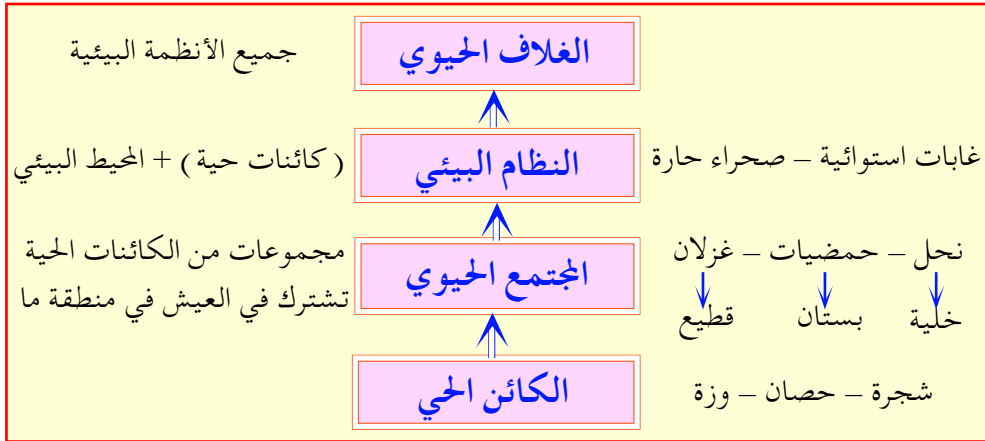 الغلاف الحيوي
جميع الأنظمة البيئية
غابات استوائية – صحراء حارة
النظام البيئي
( كائنات حية ) + المحيط البيئي
نحل – حمضيات – غزلان
خلية بستان قطيع
المجتمع الحيوي
مجموعات من الكائنات الحية
تشترك في العيش في منطقة ما
شجرة – حصان – وزة
الكائن الحي